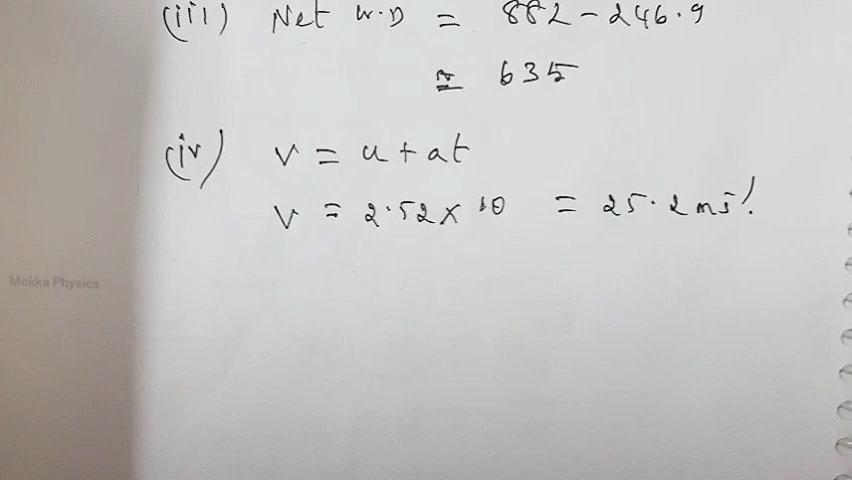 (iii) Net W.D = 882 - 246.9
≅ 635
(iv) v = u + at
v = 2.52 x 10 = 25.2 ms⁻¹.
Mokka Physics